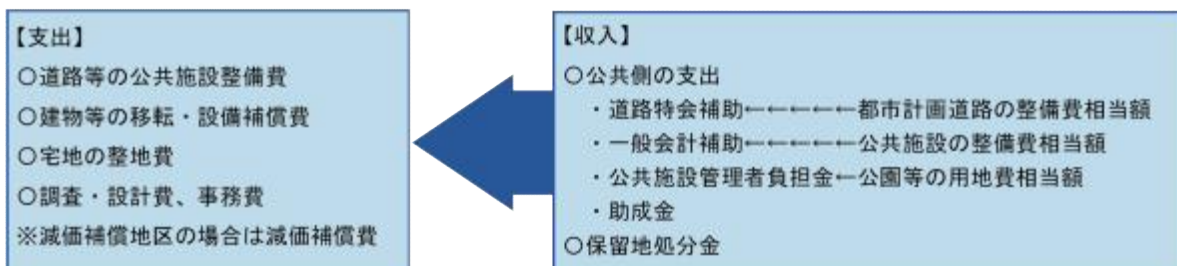 【支出】
○道路等の公共施設整備費
○建物等の移転・設備補償費
○宅地の整地費
○調査・設計費、事務費
※減価補償地区の場合は減価補償費
【収入】
○公共側の支出
・道路特会補助←←←←←都市計画道路の整備費相当額
・一般会計補助←←←←←公共施設の整備費相当額
・公共施設管理者負担金←公園等の用地費相当額
・助成金
○保留地処分金